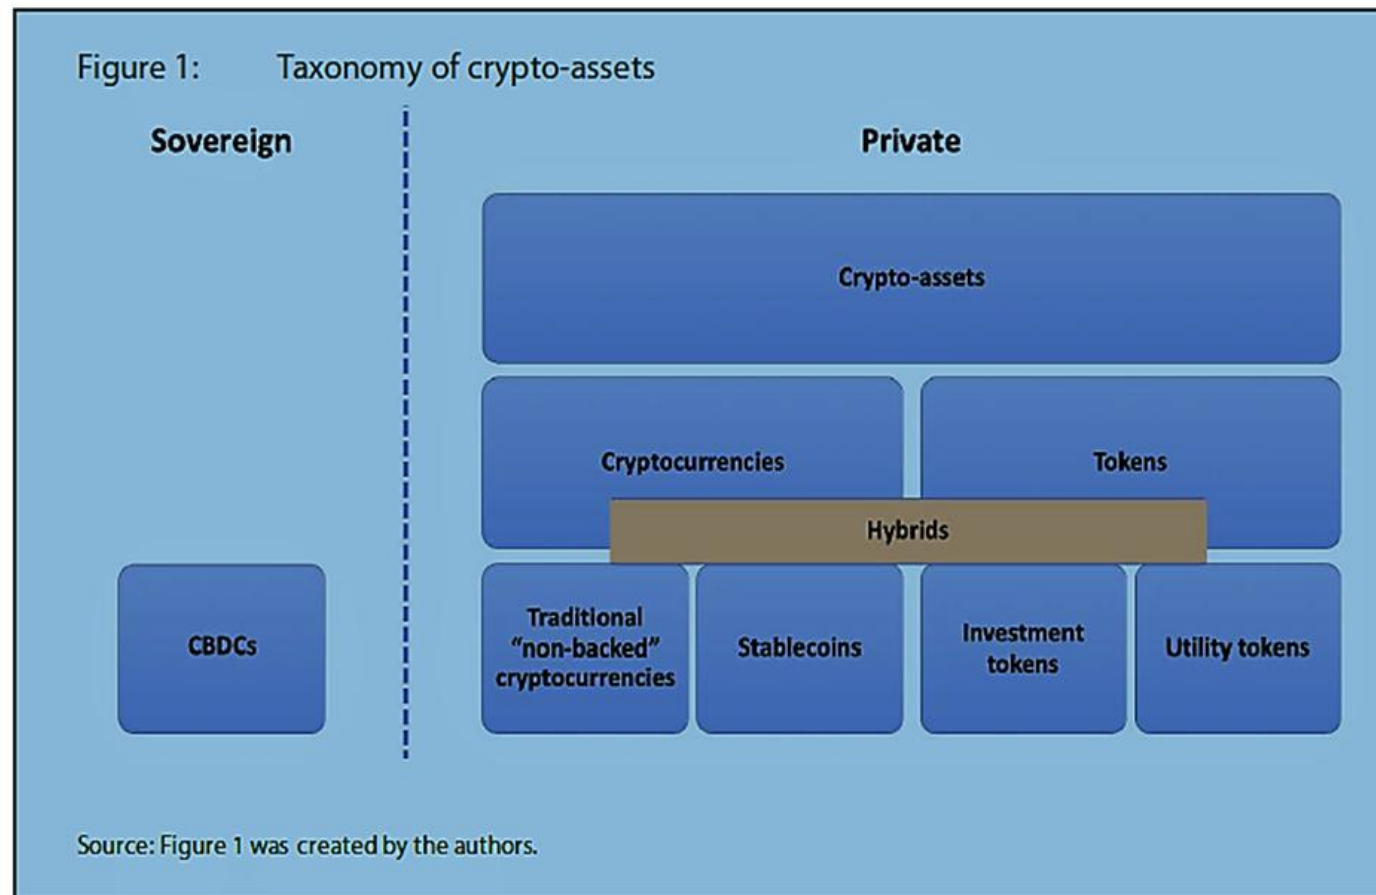 Figure 1: Taxonomy of crypto-assets
Sovereign
Private
Crypto-assets
Cryptocurrencies
Tokens
Hybrids
CBDCs
Traditional
“non-backed”
cryptocurrencies
Stablecoins
Investment
tokens
Utility tokens
Source: Figure 1 was created by the authors.